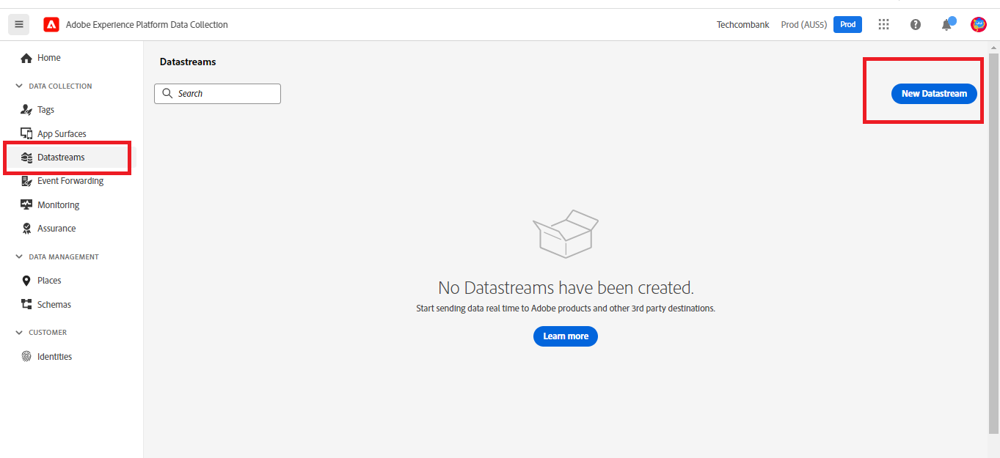 Adobe Experience Platform Data Collection
Techcombank Prod (AUS5) Prod
Home
DATA COLLECTION
Tags
App Surfaces
Datastreams
Event Forwarding
Monitoring
Assurance
DATA MANAGEMENT
Places
Schemas
CUSTOMER
Identities
Datastreams
Search
New Datastream
No Datastreams have been created.
Start sending data real time to Adobe products and other 3rd party destinations.
Learn more